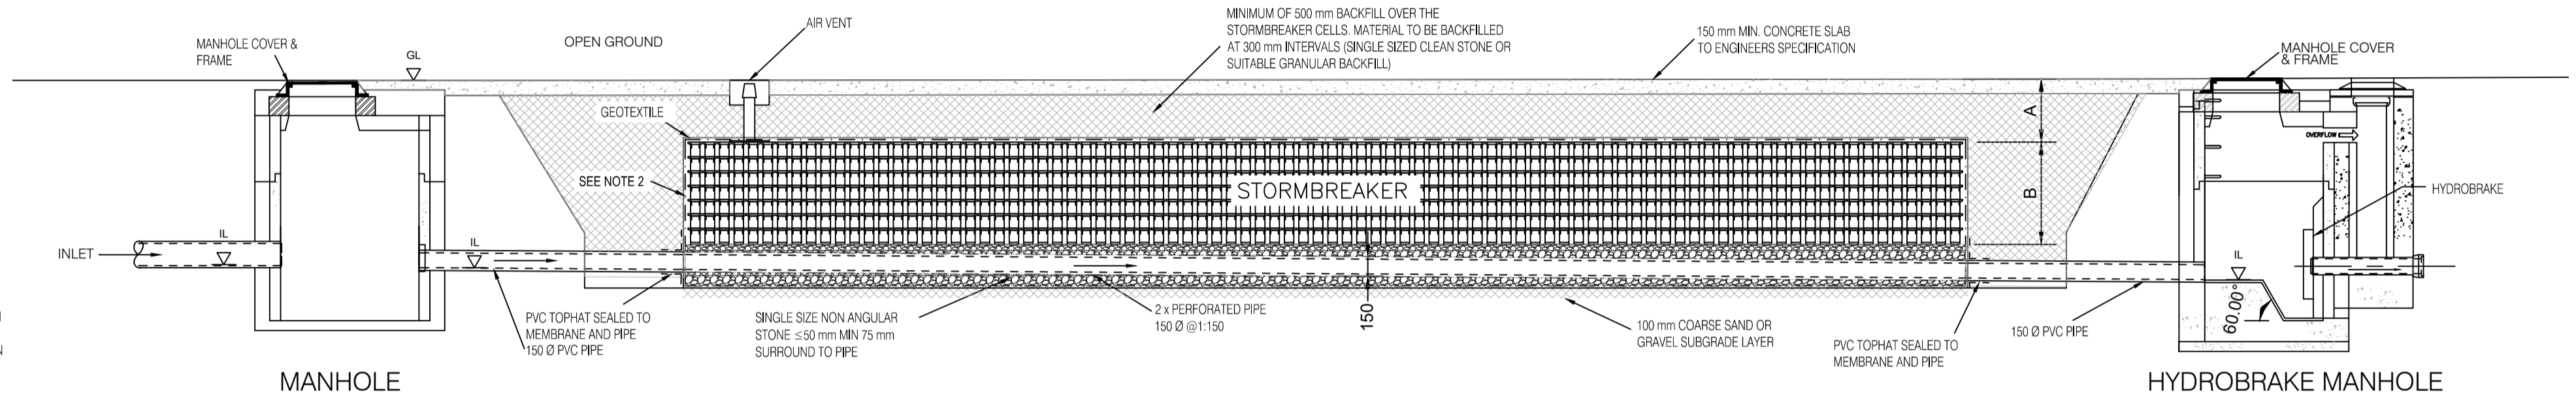 MANHOLE COVER &
FRAME
GL
OPEN GROUND
AIR VENT
MINIMUM OF 500 mm BACKFILL OVER THE
STORMBREAKER CELLS. MATERIAL TO BE BACKFILLED
AT 300 mm INTERVALS (SINGLE SIZED CLEAN STONE OR
SUITABLE GRANULAR BACKFILL)
150 mm MIN. CONCRETE SLAB
TO ENGINEERS SPECIFICATION
MANHOLE COVER
& FRAME
GEOTEXTILE
A
OVERFLOW
SEE NOTE 2
STORMBREAKER
B
HYDROBRAKE
INLET
IL
IL
IL
60.00°
PVC TOPHAT SEALED TO
MEMBRANE AND PIPE
150 Ø PVC PIPE
SINGLE SIZE NON ANGULAR
STONE ≤50 mm MIN 75 mm
SURROUND TO PIPE
2 x PERFORATED PIPE
150 Ø @1:150
150
100 mm COARSE SAND OR
GRAVEL SUBGRADE LAYER
PVC TOPHAT SEALED TO
MEMBRANE AND PIPE
150 Ø PVC PIPE
MANHOLE
HYDROBRAKE MANHOLE